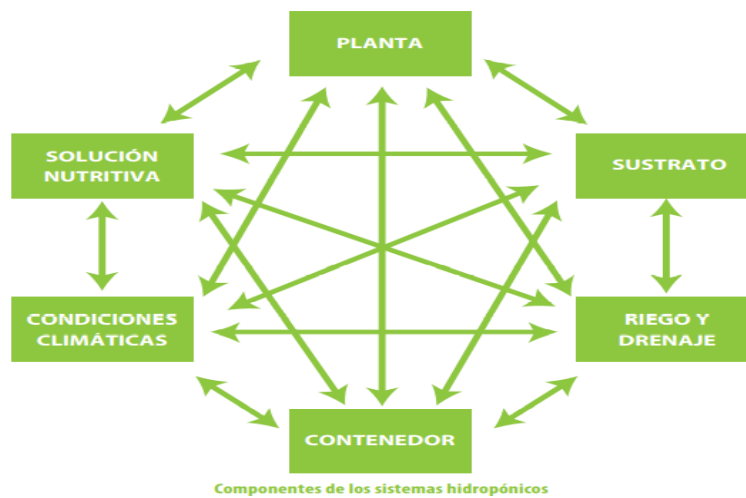 PLANTA
SOLUCIÓN
NUTRITIVA
SUSTRATO
CONDICIONES
CLIMÁTICAS
RIEGO Y
DRENAJE
CONTENEDOR
Componentes de los sistemas hidropónicos